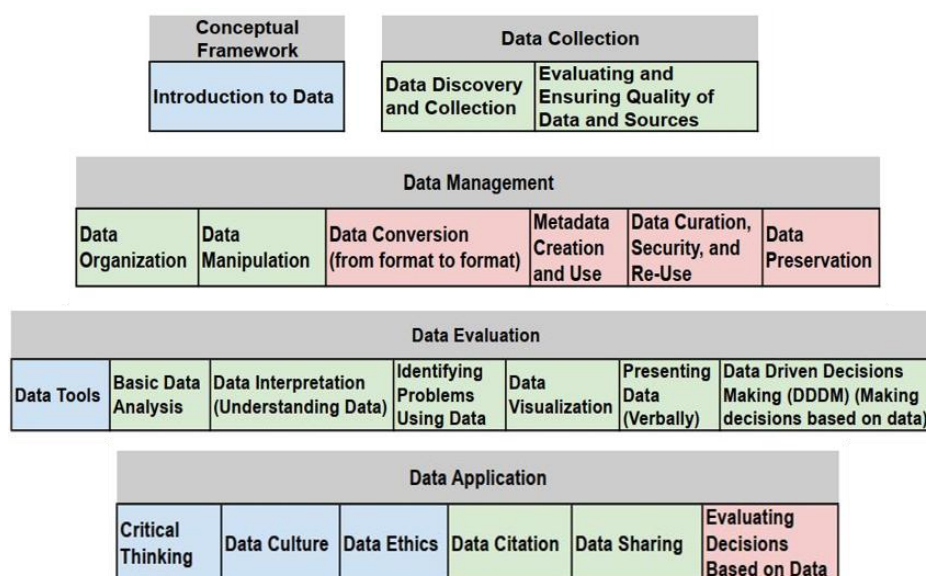 Conceptual
Framework
Introduction to Data
Data Collection
Data Discovery
and Collection
Evaluating and
Ensuring Quality of
Data and Sources
Data Management
Data
Organization
Data
Manipulation
Data Conversion
(from format to format)
Metadata
Creation
and Use
Data Curation,
Security, and
Re-Use
Data
Preservation
Data Evaluation
Data Tools
Basic Data
Analysis
Data Interpretation
(Understanding Data)
Identifying
Problems
Using Data
Data
Visualization
Presenting
Data
(Verbally)
Data Driven Decisions
Making (DDDM) (Making
decisions based on data)
Data Application
Critical
Thinking
Data Culture
Data Ethics
Data Citation
Data Sharing
Evaluating
Decisions
Based on Data